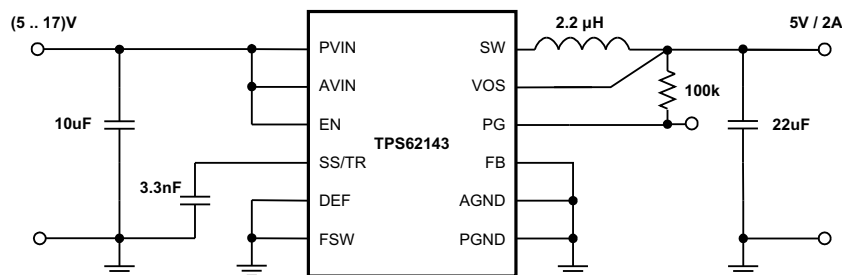 (5 .. 17)V
2.2 µH
5V / 2A
PVIN
SW
AVIN
VOS
100k
10uF
EN
PG
22uF
TPS62143
SS/TR
FB
3.3nF
DEF
AGND
FSW
PGND